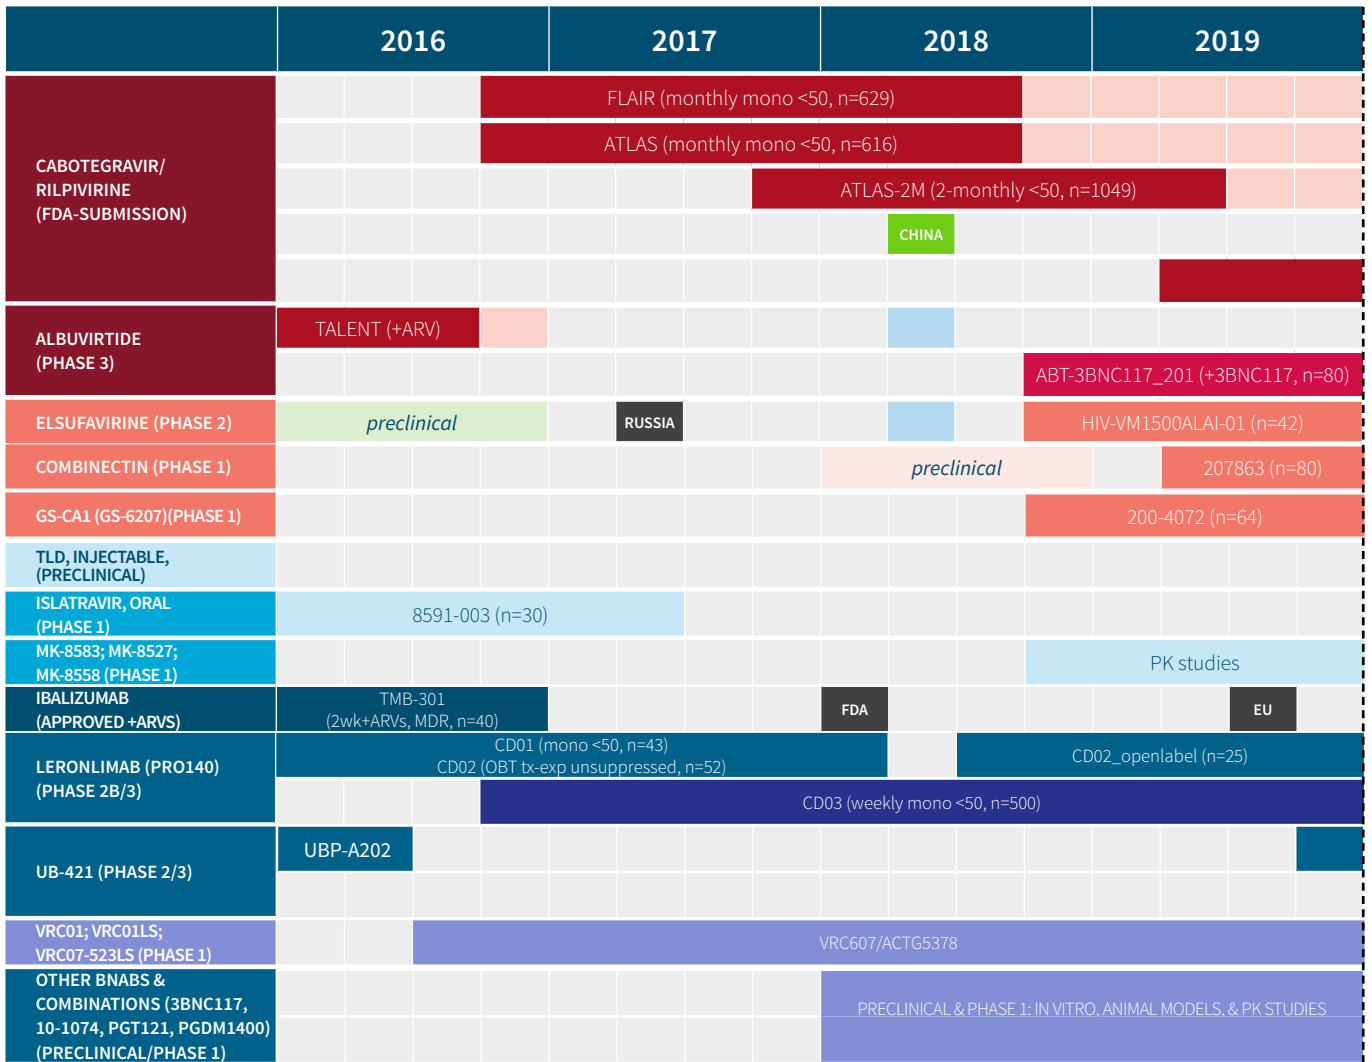 2016 2017 2018 2019
CABOTEGRAVIR/
RILPIVIRINE
(FDA-SUBMISSION)
FLAIR (monthly mono <50, n=629)
ATLAS (monthly mono <50, n=616)
ATLAS-2M (2-monthly <50, n=1049)
CHINA
ALBUVIRTIDE
(PHASE 3)
TALENT (+ARV)
ABT-3BNC117_201 (+3BNC117, n=80)
ELSUFAVIRINE (PHASE 2)
preclinical
RUSSIA
HIV-VM1500ALAI-01 (n=42)
COMBINECTIN (PHASE 1)
preclinical
207863 (n=80)
GS-CA1 (GS-6207)(PHASE 1)
200-4072 (n=64)
TLD, INJECTABLE,
(PRECLINICAL)
ISLATRAVIR, ORAL
(PHASE 1)
8591-003 (n=30)
MK-8583; MK-8527;
MK-8558 (PHASE 1)
PK studies
IBALIZUMAB
(APPROVED +ARVS)
TMB-301
(2wk+ARVs, MDR, n=40)
FDA
EU
LERONLIMAB (PRO140)
(PHASE 2B/3)
CD01 (mono <50, n=43)
CD02 (OBT tx-exp unsuppressed, n=52)
CD02_openlabel (n=25)
CD03 (weekly mono <50, n=500)
UB-421 (PHASE 2/3)
UBP-A202
VRC01; VRC01LS;
VRC07-523LS (PHASE 1)
VRC607/ACTG5378
OTHER BNABS &
COMBINATIONS (3BNC117,
10-1074, PGT121, PGDM1400)
(PRECLINICAL/PHASE 1)
PRECLINICAL & PHASE 1: IN VITRO, ANIMAL MODELS, & PK STUDIES